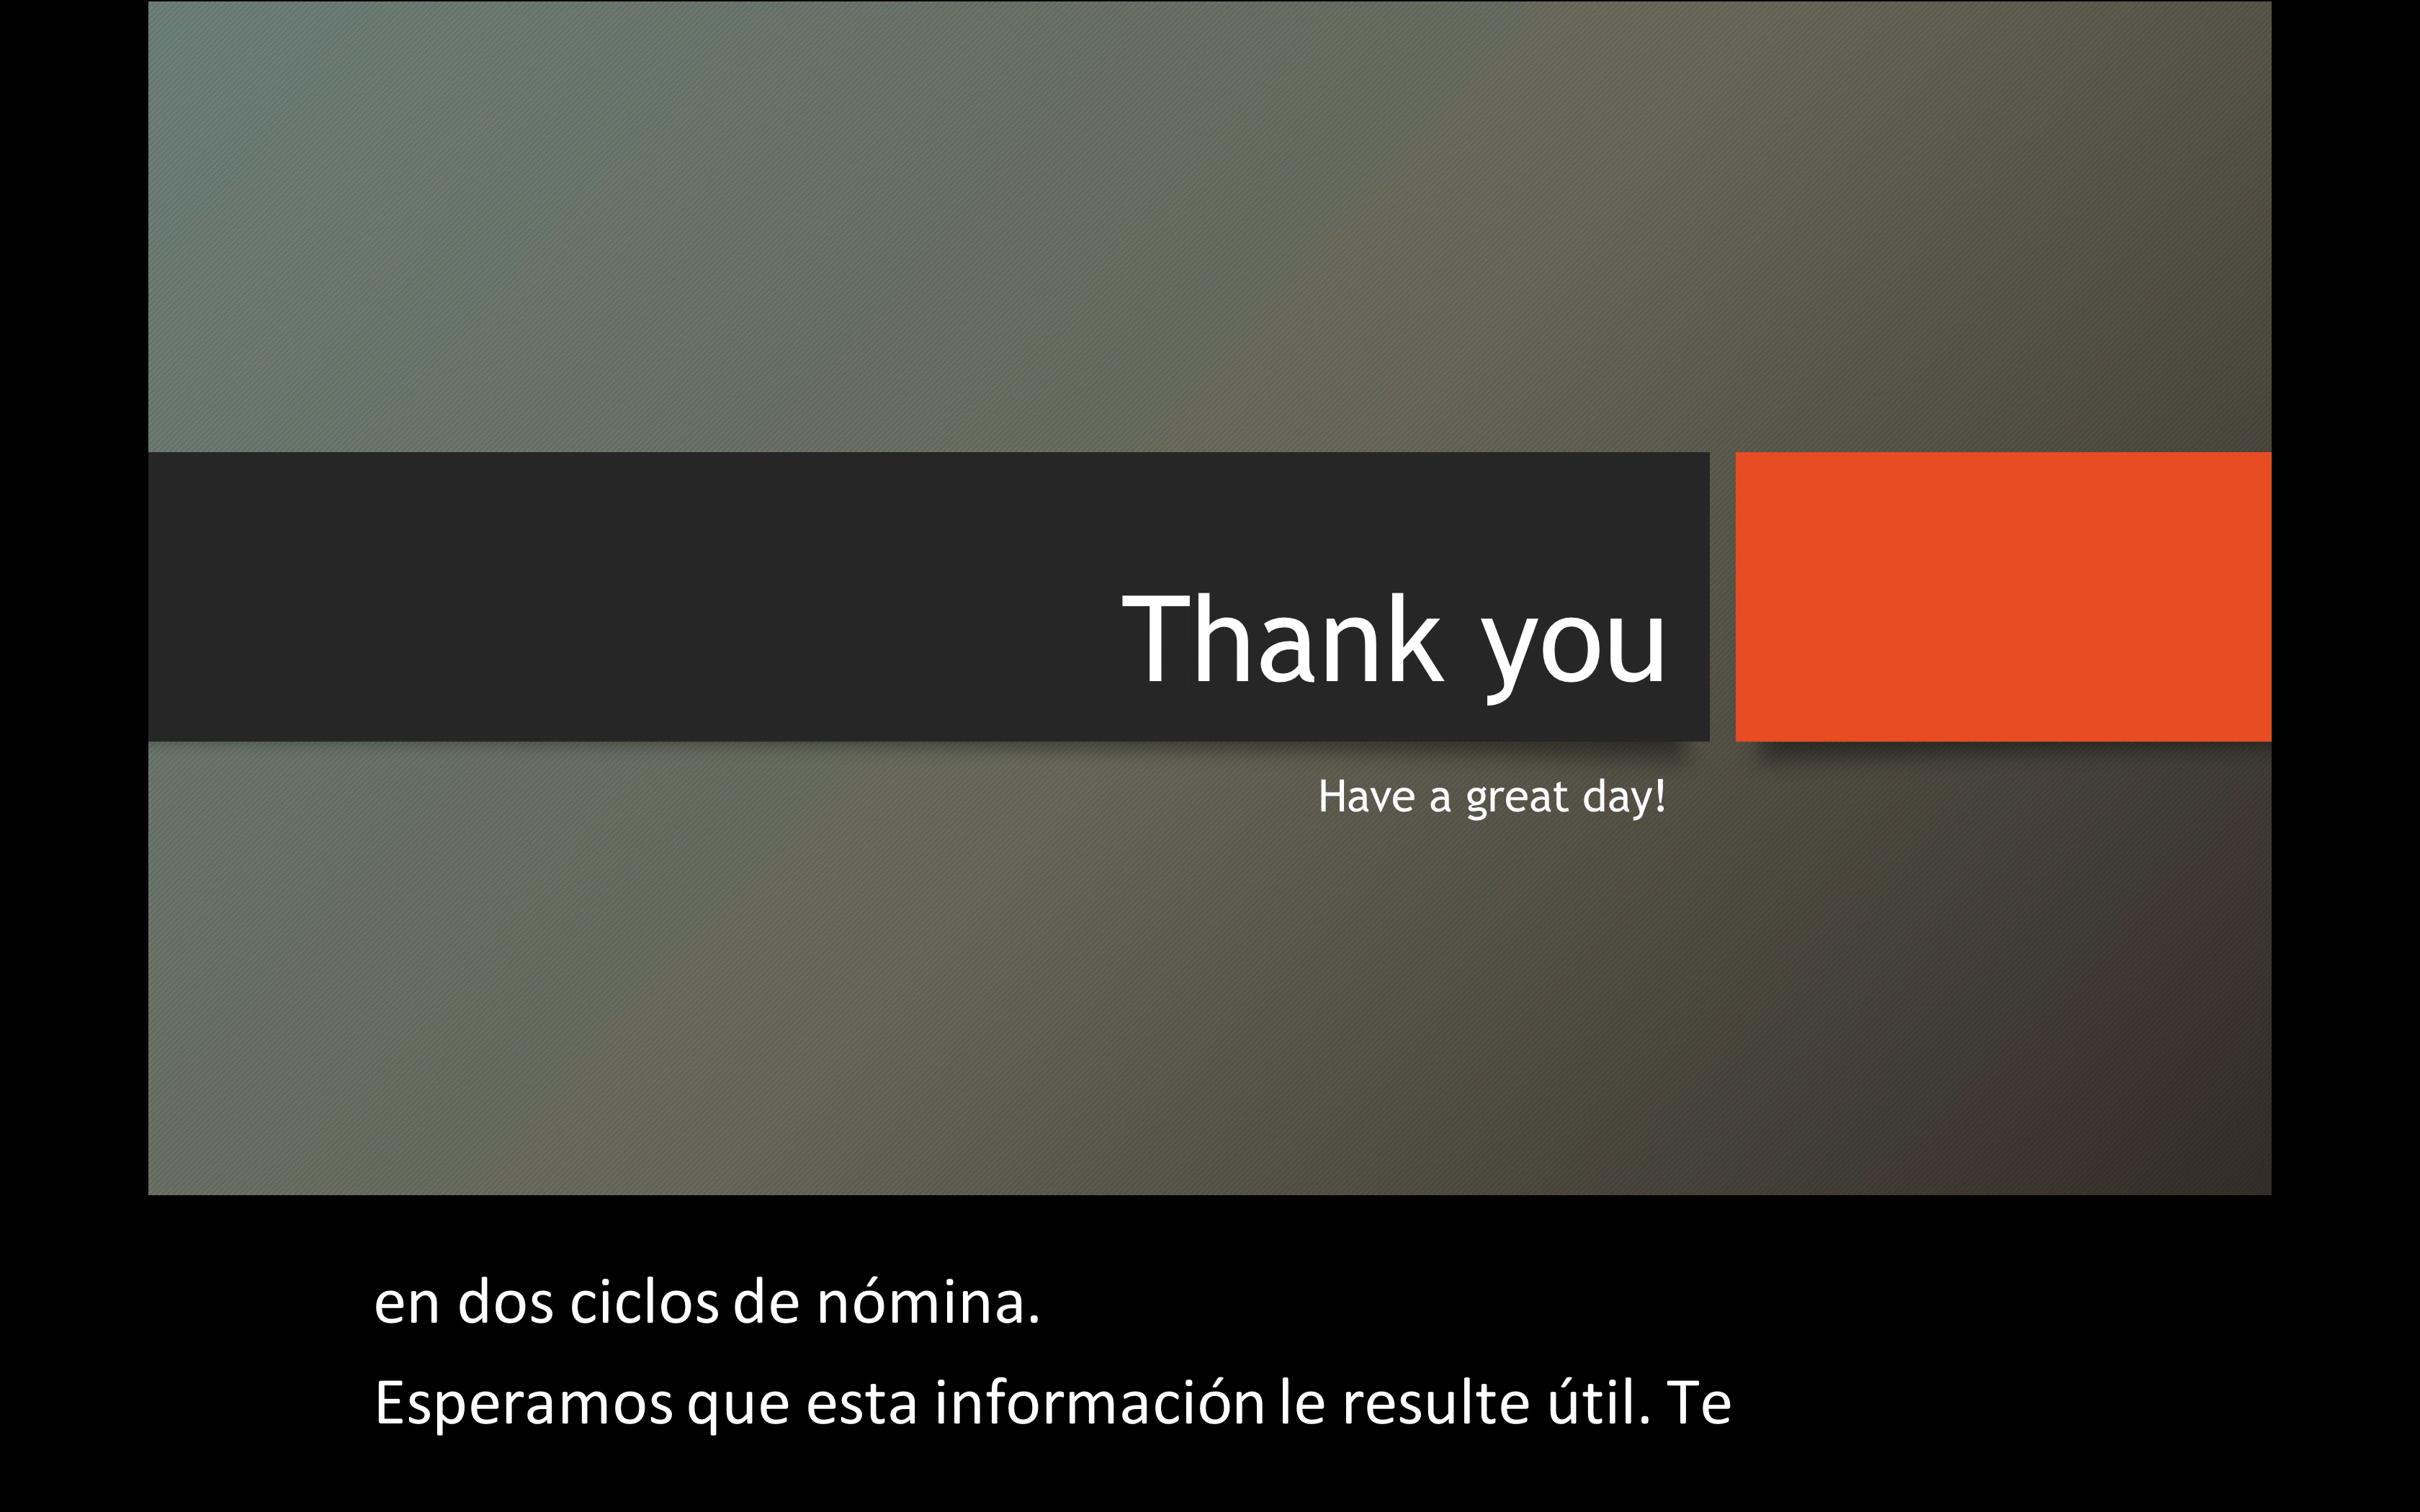 Thank you
Have a great day!
en dos ciclos de nómina.
Esperamos que esta información le resulte útil. Te